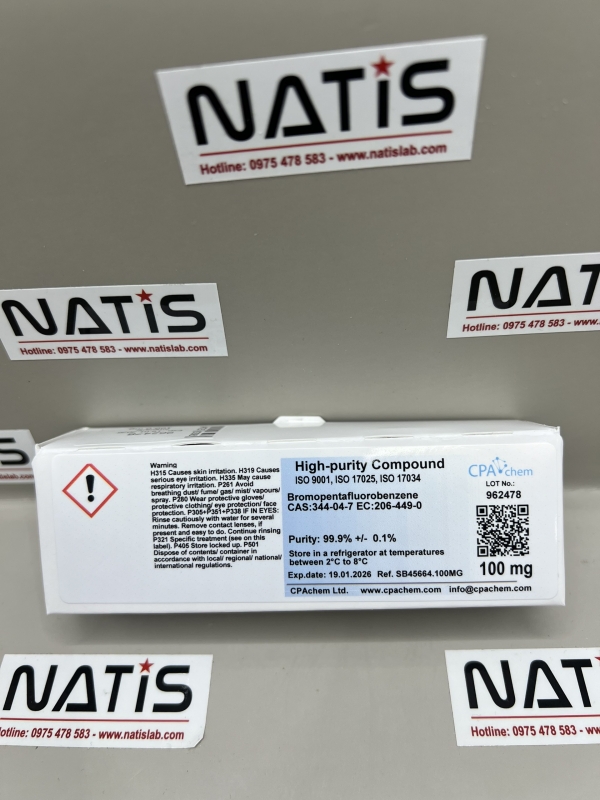 NATiS
Hotline: 0975 478 583 - www.natislab.com
NATiS
Hotline: 0975 478 583 - www.natislab.com
NAT
Hotline: 0975 478 583 - www.natislab
Warning
H315 Causes skin irritation. H319 Causes
serious eye irritation. H335 May cause
respiratory irritation. P261 Avoid
breathing dust/ fume/ gas/ mist/ vapours/
spray. P280 Wear protective gloves/
protective clothing/ eye protection/ face
protection. P305+P351+P338 IF IN EYES:
Rinse cautiously with water for several
minutes. Remove contact lenses, if
present and easy to do. Continue rinsing
P321 Specific treatment (see on this
label). P405 Store locked up. P501
Dispose of contents/ container in
accordance with local/ regional/ national/
international regulations.
High-purity Compound
ISO 9001, ISO 17025, ISO 17034
Bromopentafluorobenzene
CAS:344-04-7 EC:206-449-0
Purity: 99.9% +/- 0.1%
Store in a refrigerator at temperatures
between 2°C to 8°C
Exp.date: 19.01.2026 Ref. SB45664.100MG
CPAchem Ltd. www.cpachem.com info@cpachem.com
CPAchem
LOT No.:
962478
100 mg
NATiS
otline: 0975 478 583 - www.natislab.com
NATi
Hotline: 0975 478 583 - www.natislab